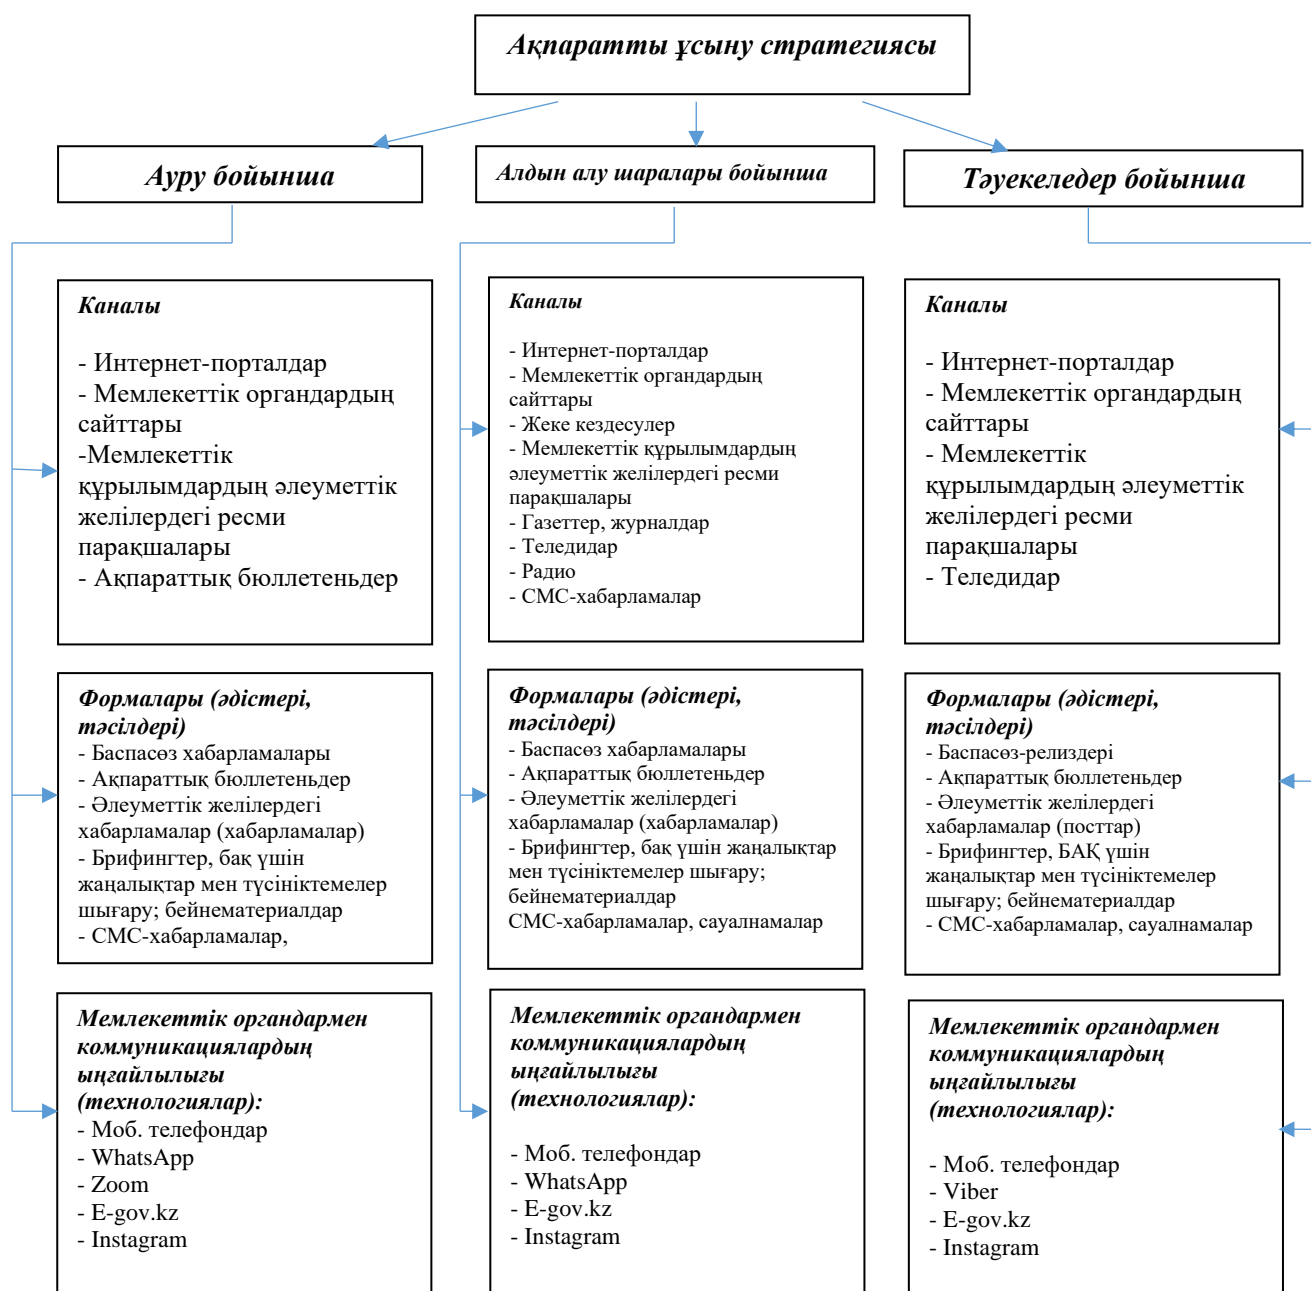 Ақпаратты ұсыну стратегиясы
Ауру бойынша
Алдын алу шаралары бойынша
Тәуекеледер бойынша
Каналы
- Интернет-порталдар
- Мемлекеттік органдардың
сайттары
-Мемлекеттік
құрылымдардың әлеуметтік
желілердегі ресми
парақшалары
- Ақпараттық бюллетеньдер
Каналы
- Интернет-порталдар
- Мемлекеттік органдардың
сайттары
- Жеке кездесулер
- Мемлекеттік құрылымдардың
әлеуметтік желілердегі ресми
парақшалары
- Газеттер, журналдар
- Теледидар
- Радио
- СМС-хабарламалар
Каналы
- Интернет-порталдар
- Мемлекеттік органдардың
сайттары
- Мемлекеттік
құрылымдардың әлеуметтік
желілердегі ресми
парақшалары
- Теледидар
Формалары (әдістері,
тәсілдері)
- Баспасөз хабарламалары
- Ақпараттық бюллетеньдер
- Әлеуметтік желілердегі
хабарламалар (хабарламалар)
- Брифингтер, бақ үшін
жаңалықтар мен түсініктемелер
шығару; бейнематериалдар
- СМС-хабарламалар,
Формалары (әдістері,
тәсілдері)
- Баспасөз хабарламалары
- Ақпараттық бюллетеньдер
- Әлеуметтік желілердегі
хабарламалар (хабарламалар)
- Брифингтер, бақ үшін жаңалықтар
мен түсініктемелер шығару;
бейнематериалдар
СМС-хабарламалар, сауалнамалар
Формалары (әдістері,
тәсілдері)
- Баспасөз-релиздері
- Ақпараттық бюллетеньдер
- Әлеуметтік желілердегі
хабарламалар (посттар)
- Брифингтер, БАҚ үшін
жаңалықтар мен түсініктемелер
шығару; бейнематериалдар
- СМС-хабарламалар, сауалнамалар
Мемлекеттік органдармен
коммуникациялардың
ыңғайлылығы
(технологиялар):
- Моб. телефондар
- WhatsApp
- Zoom
- E-gov.kz
- Instagram
Мемлекеттік органдармен
коммуникациялардың
ыңғайлылығы
(технологиялар):
- Моб. телефондар
- WhatsApp
- E-gov.kz
- Instagram
Мемлекеттік органдармен
коммуникациялардың
ыңғайлылығы
(технологиялар):
- Моб. телефондар
- Viber
- E-gov.kz
- Instagram